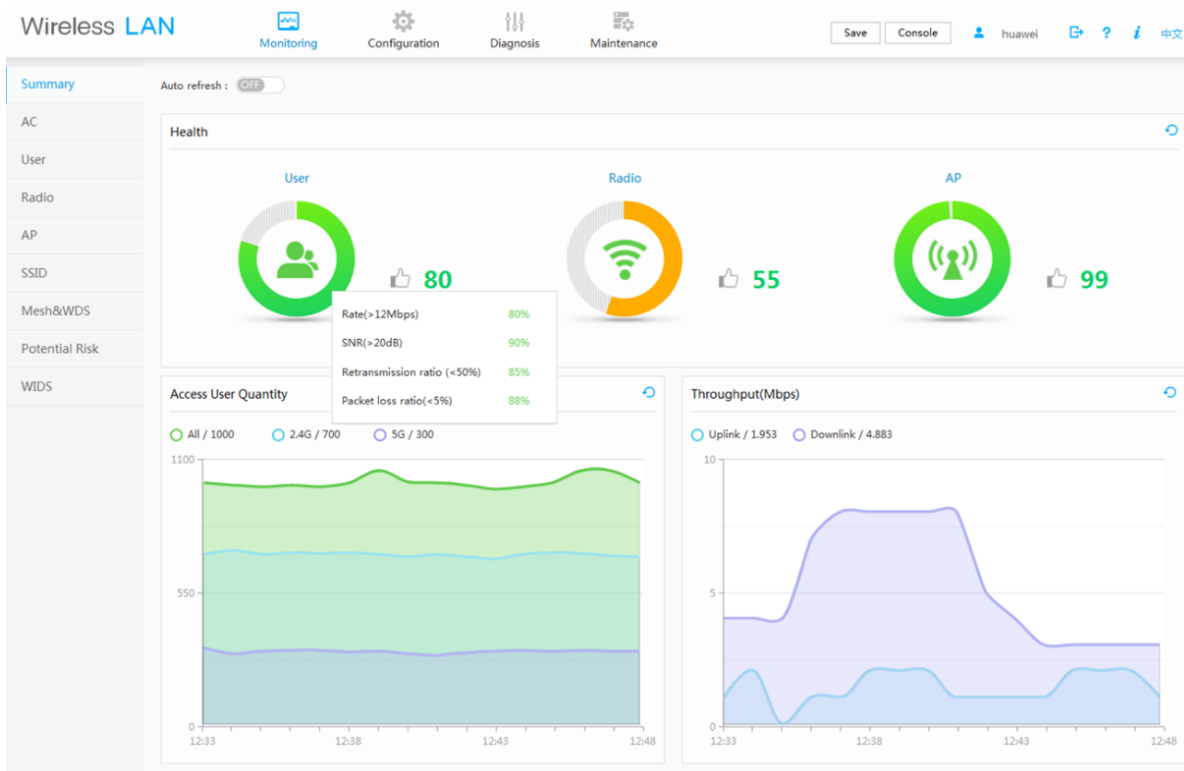 Wireless LAN
Monitoring
Configuration
Diagnosis
Maintenance
Save
Console
huawei
?
i
中文
Summary
AC
User
Radio
AP
SSID
Mesh&WDS
Potential Risk
WIDS
Auto refresh : OFF
Health
User
Radio
AP
80
55
99
Rate(>12Mbps) 80%
SNR(>20dB) 90%
Retransmission ratio (<50%) 85%
Packet loss ratio(<5%) 88%
Access User Quantity
All / 1000 2.4G / 700 5G / 300
1100
550
0
12:33 12:38 12:43 12:48
Throughput(Mbps)
Uplink / 1.953 Downlink / 4.883
10
5
0
12:33 12:38 12:43 12:48